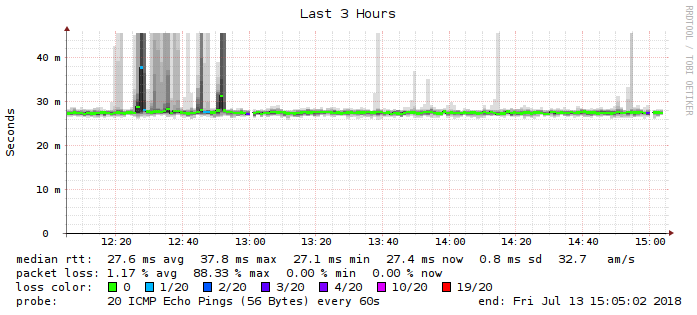 Last 3 Hours
RRDTOOL / TOBI OETIKER
Seconds
40 m
30 m
20 m
10 m
0
12:20 12:40 13:00 13:20 13:40 14:00 14:20 14:40 15:00
median rtt: 27.6 ms avg 37.8 ms max 27.1 ms min 27.4 ms now 0.8 ms sd 32.7 am/s
packet loss: 1.17 % avg 88.33 % max 0.00 % min 0.00 % now
loss color: 0 1/20 2/20 3/20 4/20 10/20 19/20
probe: 20 ICMP Echo Pings (56 Bytes) every 60s end: Fri Jul 13 15:05:02 2018